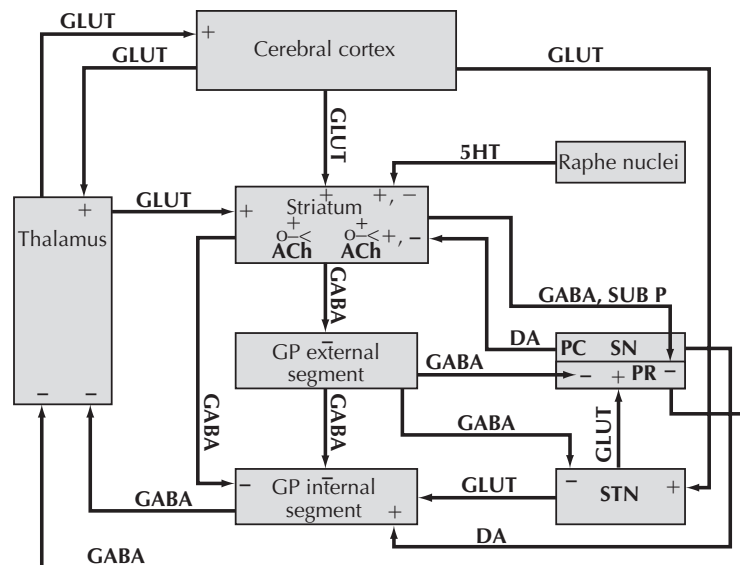 GLUT
+
Cerebral cortex
GLUT
GLUT
GLUT
5HT
Raphe nuclei
GLUT
+
+
+, −
+
Striatum
Thalamus
+ +
o–< o–< +, −
ACh ACh
GABA
GABA, SUB P
DA
PC SN
−
GP external
segment
GABA
− + PR −
− −
GABA
GABA
GABA
GLUT
−
GP internal
segment
−
+
GLUT
−
STN
+
GABA
DA
GABA